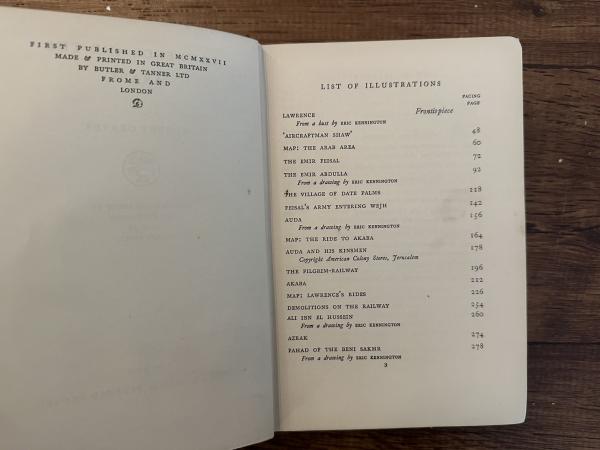 FIRST PUBLISHED IN MCMXXVII
MADE & PRINTED IN GREAT BRITAIN
BY BUTLER & TANNER LTD
FROME AND
LONDON
LIST OF ILLUSTRATIONS
FACING
PAGE
LAWRENCE Frontispiece
From a bust by ERIC KENNINGTON
'AIRCRAFTMAN SHAW' 48
MAP: THE ARAB AREA 60
THE EMIR FEISAL 72
THE EMIR ABDULLA 92
From a drawing by ERIC KENNINGTON
THE VILLAGE OF DATE PALMS 118
FEISAL'S ARMY ENTERING WEJH 142
AUDA 156
From a drawing by ERIC KENNINGTON
MAP: THE RIDE TO AKABA 164
AUDA AND HIS KINSMEN 178
Copyright American Colony Stores, Jerusalem
THE PILGRIM-RAILWAY 196
AKABA 212
MAP: LAWRENCE'S RIDES 226
DEMOLITIONS ON THE RAILWAY 254
ALI IBN EL HUSSEIN 260
From a drawing by ERIC KENNINGTON
AZRAK 274
FAHAD OF THE BENI SAKHR 278
From a drawing by ERIC KENNINGTON
3